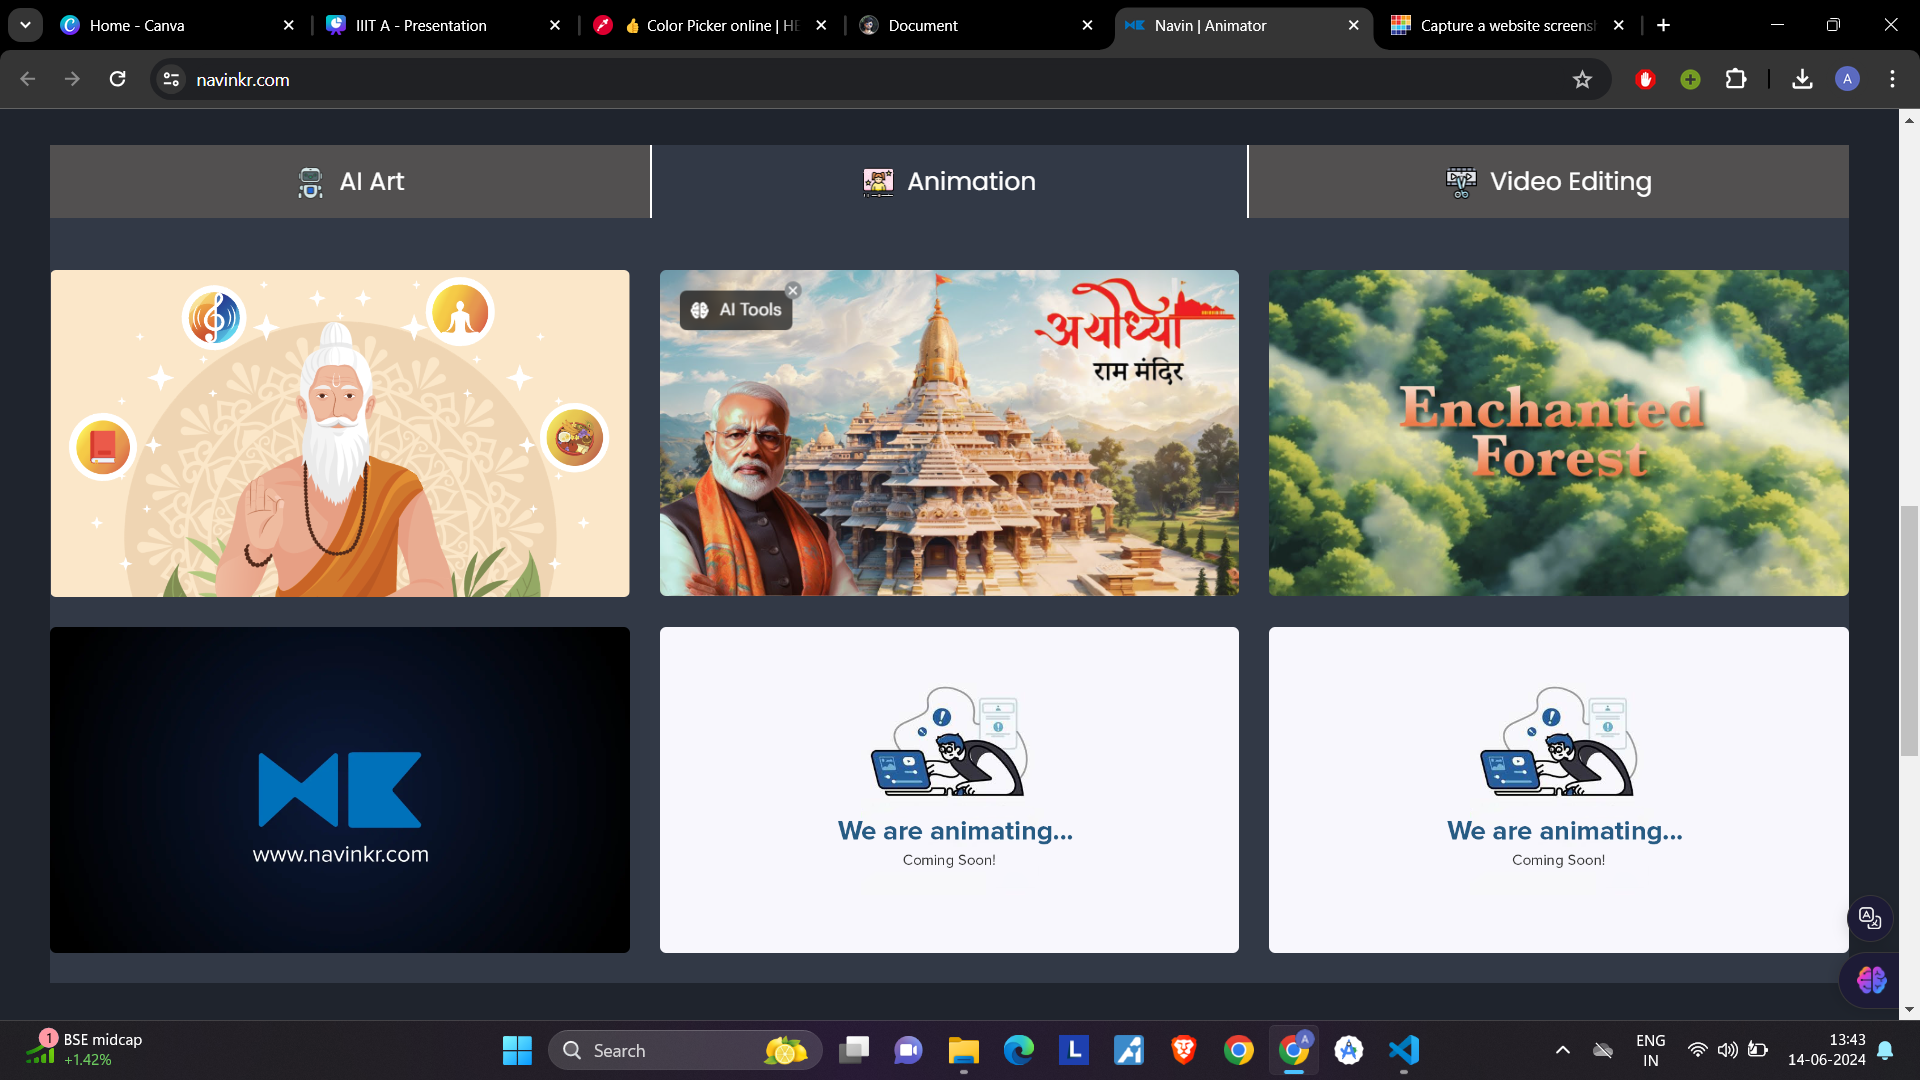 Home - Canva
IIIT A - Presentation
👍 Color Picker online | HE
Document
Navin | Animator
Capture a website screensh
navinkr.com
A
AI Art
Animation
Video Editing
AI Tools
अयोध्या
राम मंदिर
Enchanted
Forest
www.navinkr.com
We are animating...
Coming Soon!
We are animating...
Coming Soon!
1
BSE midcap
+1.42%
Search
L
A
ENG
IN
13:43
14-06-2024